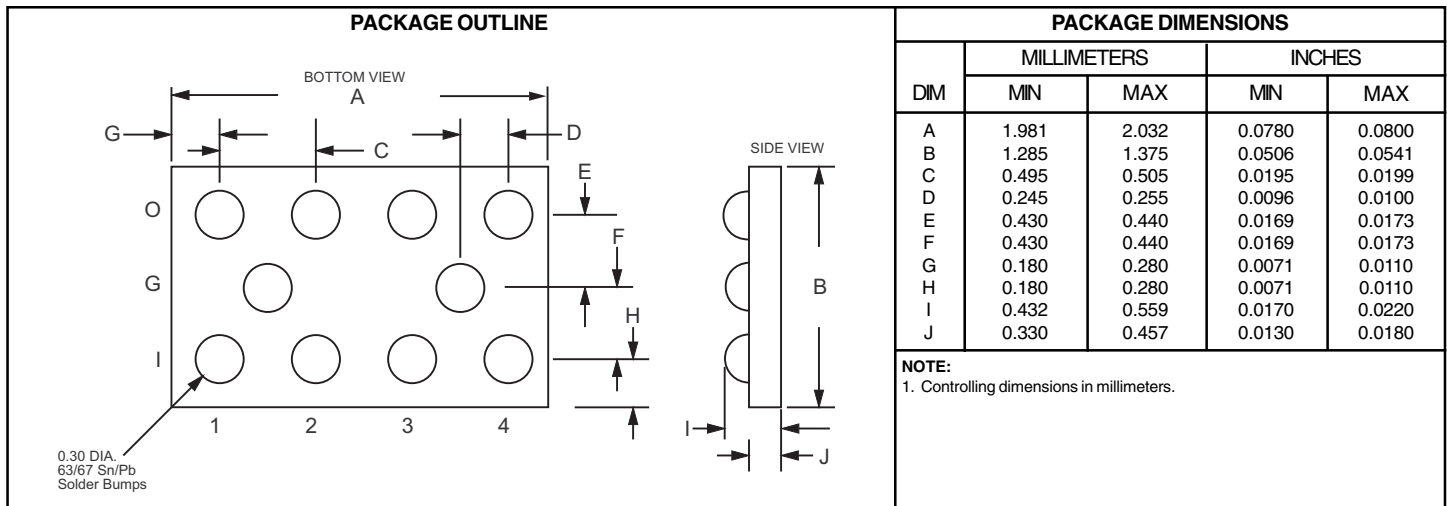 PACKAGE OUTLINE
BOTTOM VIEW
A
G
C
D
E
F
H
O
G
I
1 2 3 4
0.30 DIA.
63/67 Sn/Pb
Solder Bumps
SIDE VIEW
B
I
J
PACKAGE DIMENSIONS
MILLIMETERS INCHES
DIM MIN MAX MIN MAX
A 1.981 2.032 0.0780 0.0800
B 1.285 1.375 0.0506 0.0541
C 0.495 0.505 0.0195 0.0199
D 0.245 0.255 0.0096 0.0100
E 0.430 0.440 0.0169 0.0173
F 0.430 0.440 0.0169 0.0173
G 0.180 0.280 0.0071 0.0110
H 0.180 0.280 0.0071 0.0110
I 0.432 0.559 0.0170 0.0220
J 0.330 0.457 0.0130 0.0180
NOTE:
1. Controlling dimensions in millimeters.